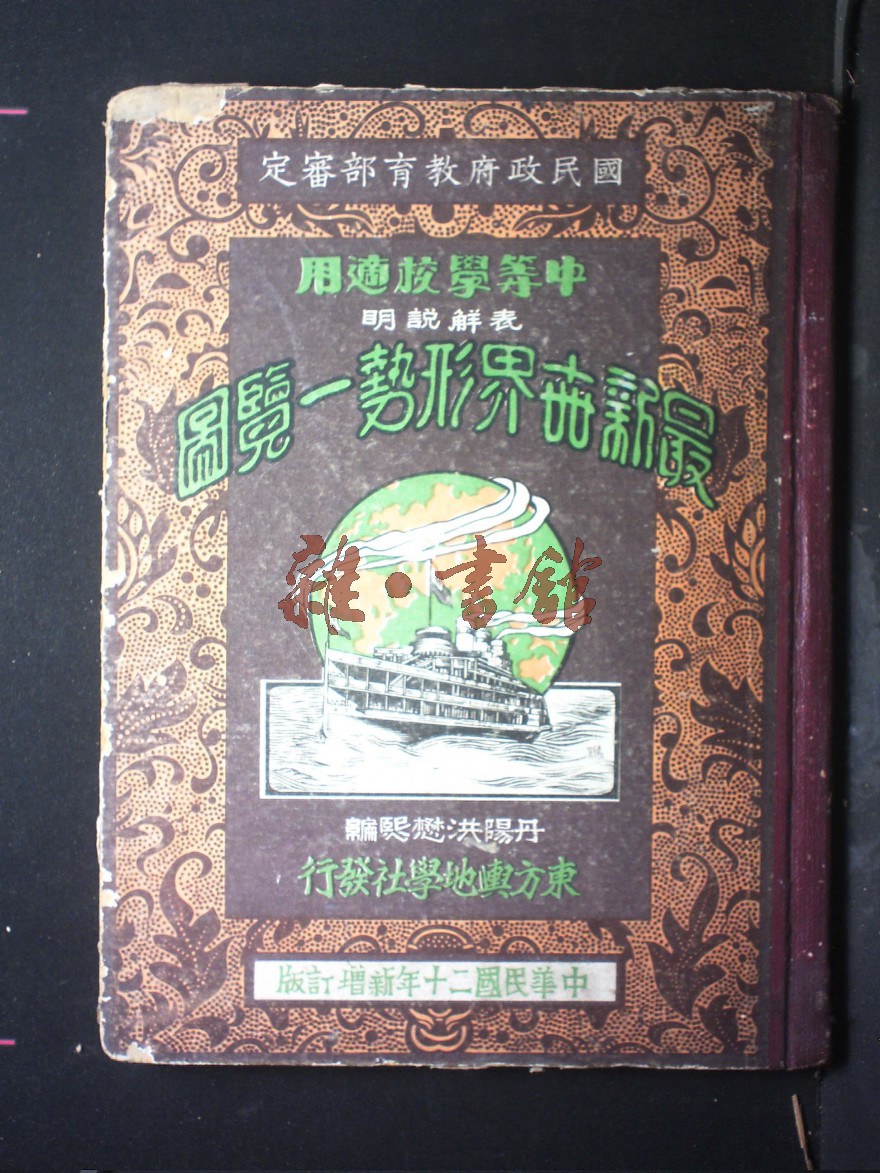 國民政府教育部審定
中等學校適用
表解説明
最新世界形勢一覽圖
雜·書館
丹陽洪懋熙編
東方輿地學社發行
中華民國二十年新增訂版